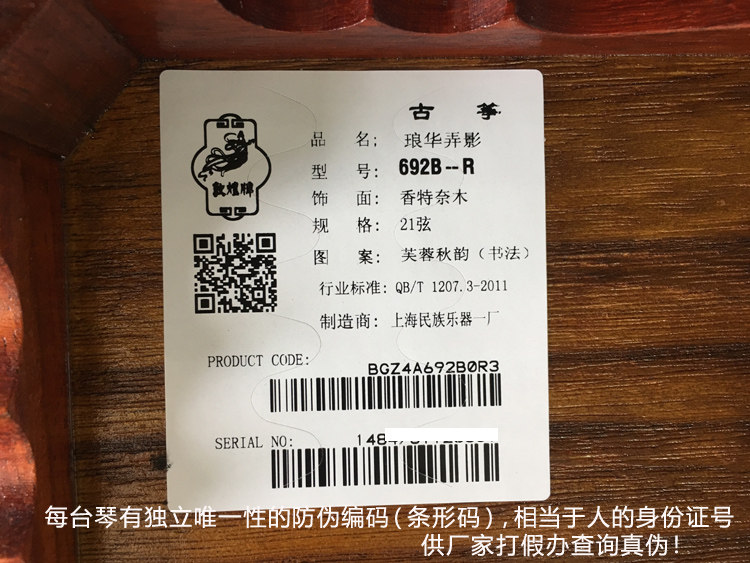 古筝
敦煌牌
品 名: 琅华弄影
型 号: 692B--R
饰 面: 香特奈木
规 格: 21弦
图 案: 芙蓉秋韵(书法)
行业标准: QB/T 1207.3-2011
制造商: 上海民族乐器一厂
PRODUCT CODE: BGZ4A692B0R3
SERIAL NO:
每台琴有独立唯一性的防伪编码(条形码),相当于人的身份证号
供厂家打假办查询真伪!